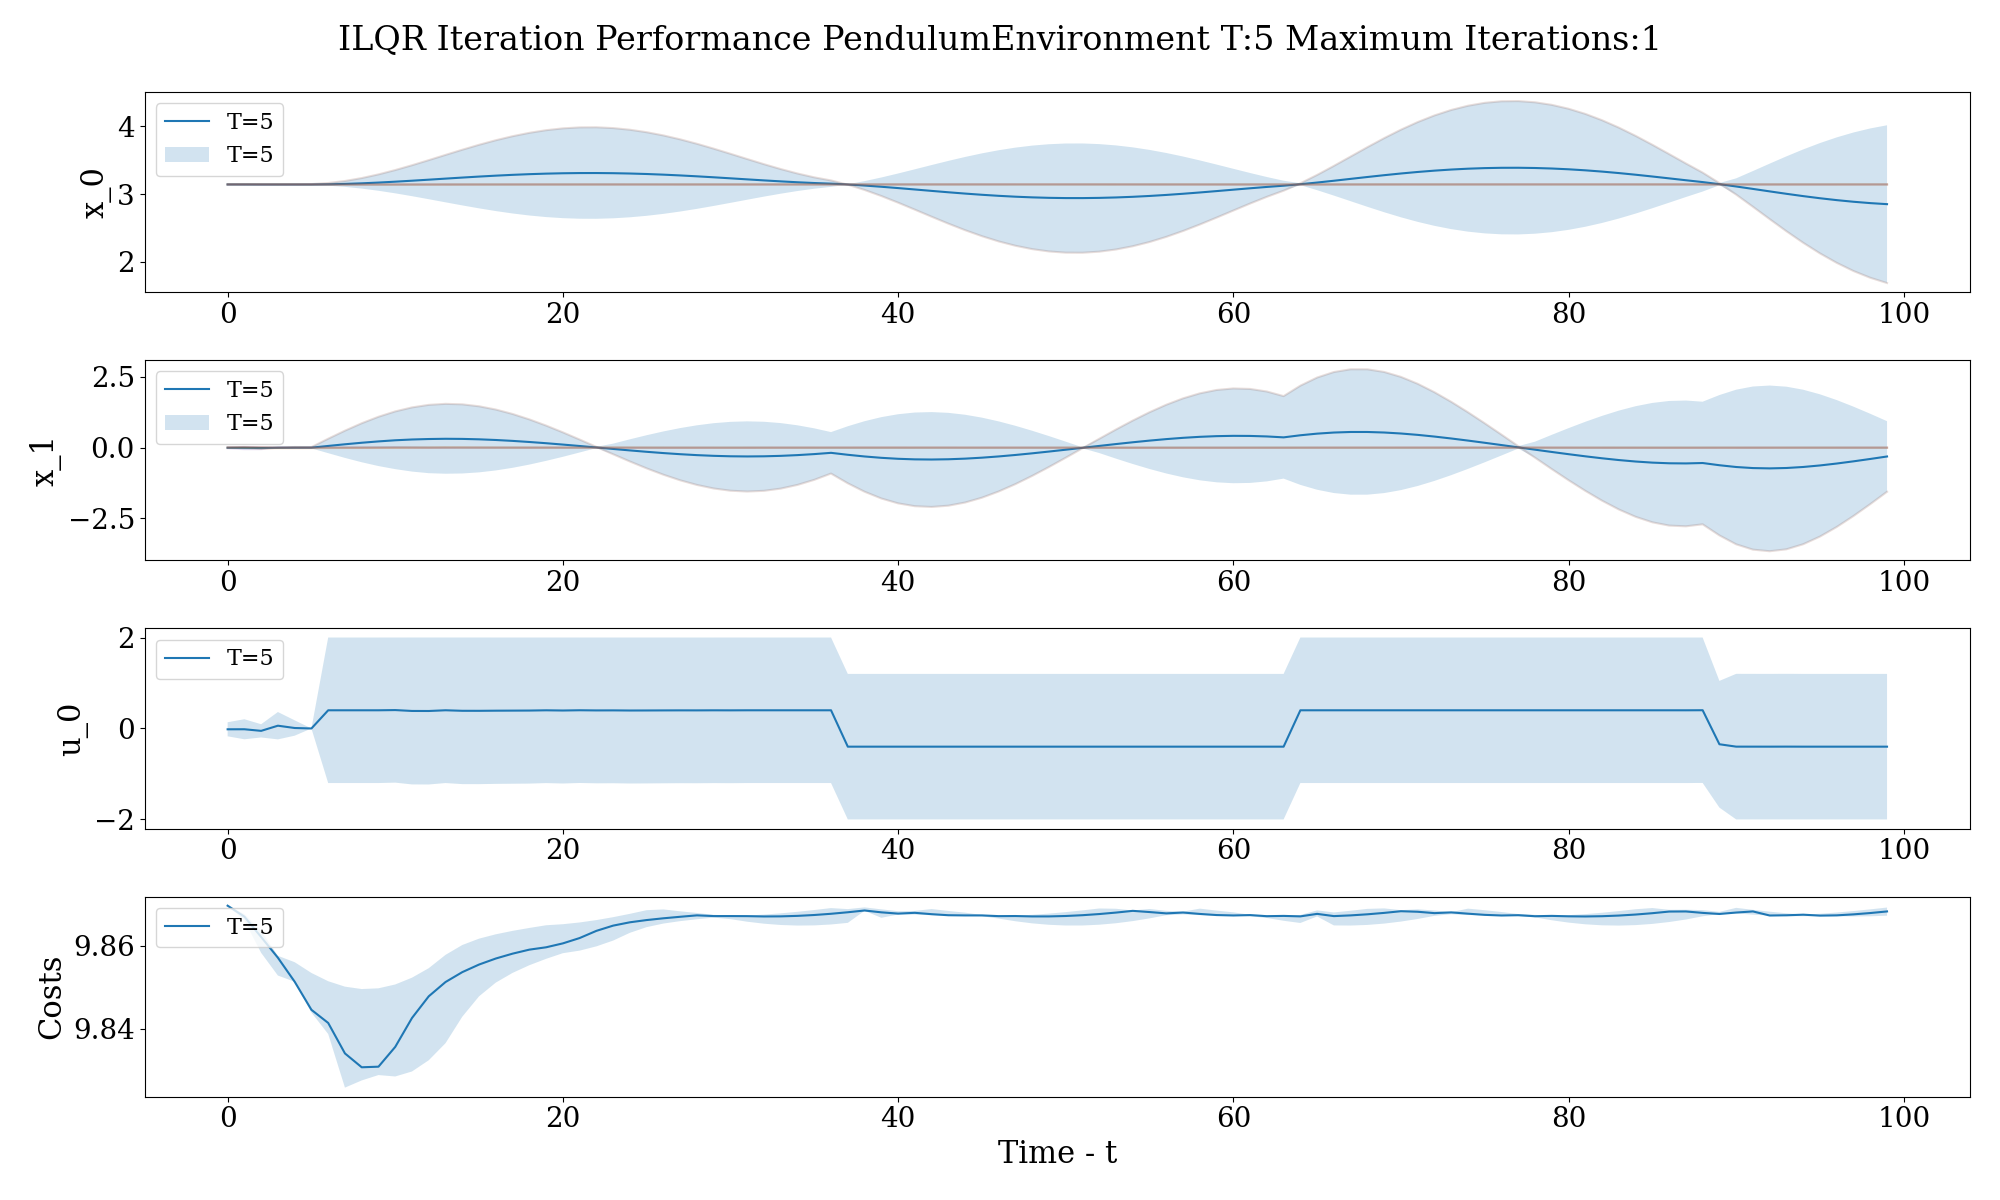 ILQR Iteration Performance PendulumEnvironment T:5 Maximum Iterations:1
T=5
T=5
x_0
4
3
2
0 20 40 60 80 100
T=5
T=5
x_1
2.5
0.0
−2.5
0 20 40 60 80 100
T=5
u_0
2
0
−2
0 20 40 60 80 100
T=5
Costs
9.86
9.84
0 20 40 60 80 100
Time - t